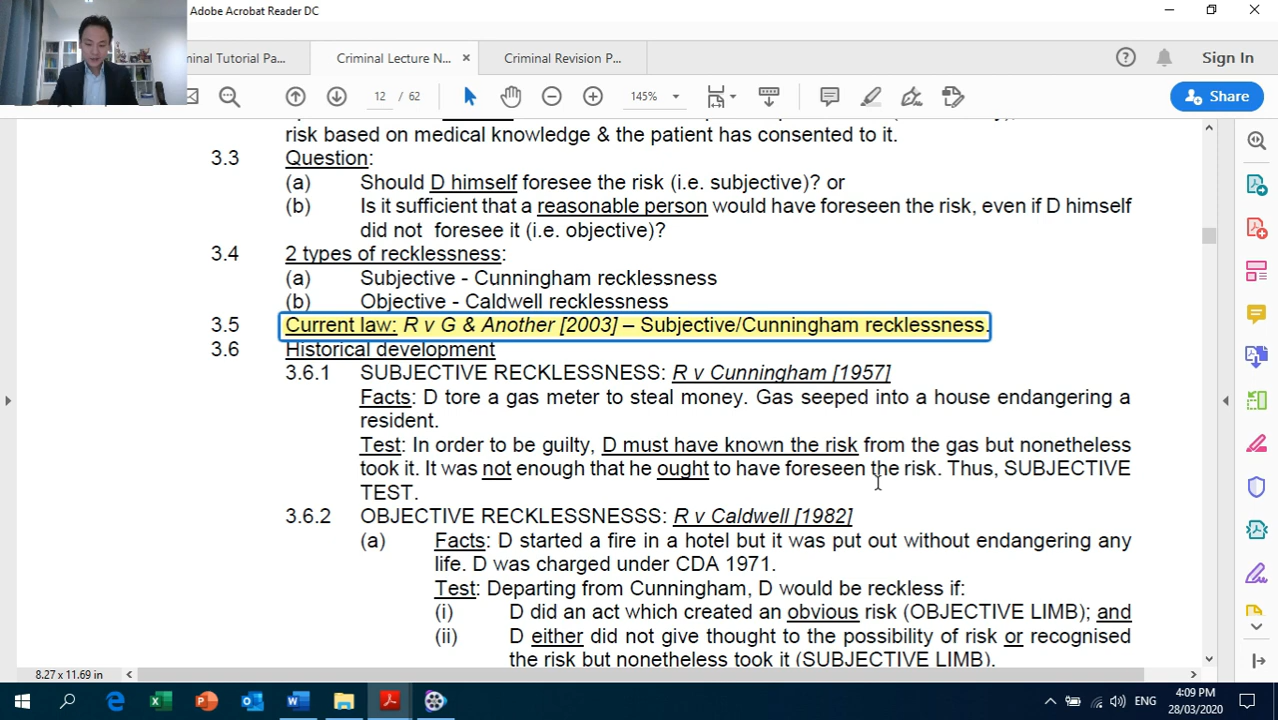 Adobe Acrobat Reader DC
ninal Tutorial Pa...
Criminal Lecture N...
×
Criminal Revision P...
Sign In
12 / 62
145%
Share
risk based on medical knowledge & the patient has consented to it.
3.3 Question:
(a) Should D himself foresee the risk (i.e. subjective)? or
(b) Is it sufficient that a reasonable person would have foreseen the risk, even if D himself
did not foresee it (i.e. objective)?
3.4 2 types of recklessness:
(a) Subjective - Cunningham recklessness
(b) Objective - Caldwell recklessness
3.5 Current law: R v G & Another [2003] – Subjective/Cunningham recklessness.
3.6 Historical development
3.6.1 SUBJECTIVE RECKLESSNESS: R v Cunningham [1957]
Facts: D tore a gas meter to steal money. Gas seeped into a house endangering a
resident.
Test: In order to be guilty, D must have known the risk from the gas but nonetheless
took it. It was not enough that he ought to have foreseen the risk. Thus, SUBJECTIVE
TEST.
3.6.2 OBJECTIVE RECKLESSNESSS: R v Caldwell [1982]
(a) Facts: D started a fire in a hotel but it was put out without endangering any
life. D was charged under CDA 1971.
Test: Departing from Cunningham, D would be reckless if:
(i) D did an act which created an obvious risk (OBJECTIVE LIMB); and
(ii) D either did not give thought to the possibility of risk or recognised
the risk but nonetheless took it (SUBJECTIVE LIMB).
8.27 x 11.69 in
ENG
4:09 PM
28/03/2020